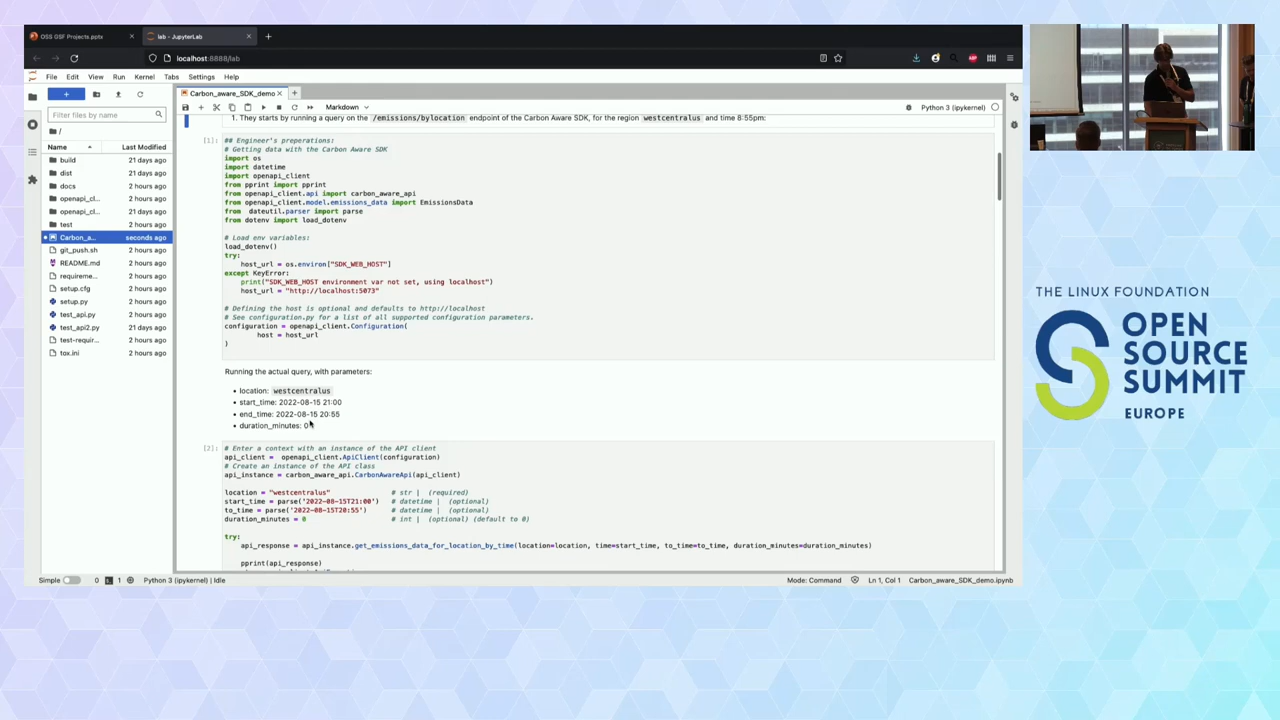 OSS GSF Projects.pptx
lab - JupyterLab
localhost:8888/lab
File Edit View Run Kernel Tabs Settings Help
Carbon_aware_SDK_demo
Filter files by name
Markdown
Python 3 (ipykernel)
/
Name Last Modified
build 21 days ago
dist 21 days ago
docs 2 hours ago
openapi_cl... 2 hours ago
openapi_cl... 21 days ago
test 2 hours ago
Carbon_a... seconds ago
git_push.sh 2 hours ago
README.md 2 hours ago
requireme... 2 hours ago
setup.cfg 2 hours ago
setup.py 2 hours ago
test_api.py 2 hours ago
test_api2.py 21 days ago
test-requir... 2 hours ago
tox.ini 2 hours ago
1. They starts by running a query on the /emissions/bylocation endpoint of the Carbon Aware SDK, for the region westcentralus and time 8:55pm:
[1]:
## Engineer's preperations:
# Getting data with the Carbon Aware SDK
import os
import datetime
import openapi_client
from pprint import pprint
from openapi_client.api import carbon_aware_api
from openapi_client.model.emissions_data import EmissionsData
from dateutil.parser import parse
from dotenv import load_dotenv
# Load env variables:
load_dotenv()
try:
host_url = os.environ["SDK_WEB_HOST"]
except KeyError:
print("SDK_WEB_HOST environment var not set, using localhost")
host_url = "http://localhost:5073"
# Defining the host is optional and defaults to http://localhost
# See configuration.py for a list of all supported configuration parameters.
configuration = openapi_client.Configuration(
host = host_url
)
Running the actual query, with parameters:
• location: westcentralus
• start_time: 2022-08-15 21:00
• end_time: 2022-08-15 20:55
• duration_minutes: 0
[2]:
# Enter a context with an instance of the API client
api_client = openapi_client.ApiClient(configuration)
# Create an instance of the API class
api_instance = carbon_aware_api.CarbonAwareApi(api_client)
location = "westcentralus" # str | (required)
start_time = parse('2022-08-15T21:00') # datetime | (optional)
to_time = parse('2022-08-15T20:55') # datetime | (optional)
duration_minutes = 0 # int | (optional) (default to 0)
try:
api_response = api_instance.get_emissions_data_for_location_by_time(location=location, time=start_time, to_time=to_time, duration_minutes=duration_minutes)
pprint(api_response)
Simple 0 1 Python 3 (ipykernel) | Idle
Mode: Command Ln 1, Col 1 Carbon_aware_SDK_demo.ipynb
THE LINUX FOUNDATION
OPEN
SOURCE
SUMMIT
EUROPE